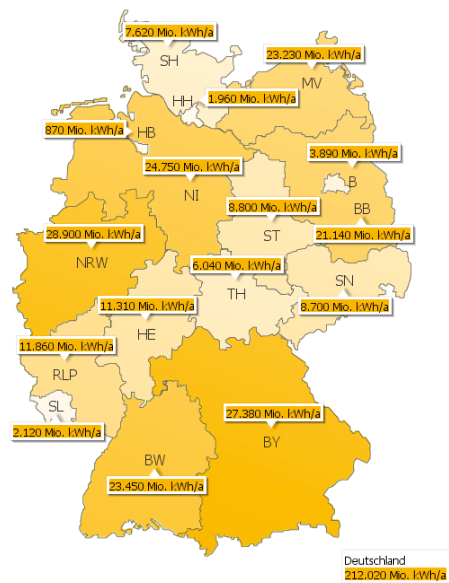 7.620 Mio. kWh/a
SH
23.230 Mio. kWh/a
MV
HH
1.960 Mio. kWh/a
870 Mio. kWh/a
HB
24.750 Mio. kWh/a
NI
3.890 Mio. kWh/a
B
BB
8.800 Mio. kWh/a
ST
21.140 Mio. kWh/a
28.900 Mio. kWh/a
NRW
6.040 Mio. kWh/a
TH
SN
8.700 Mio. kWh/a
11.310 Mio. kWh/a
HE
11.860 Mio. kWh/a
RLP
SL
2.120 Mio. kWh/a
27.380 Mio. kWh/a
BY
BW
23.450 Mio. kWh/a
Deutschland
212.020 Mio. kWh/a